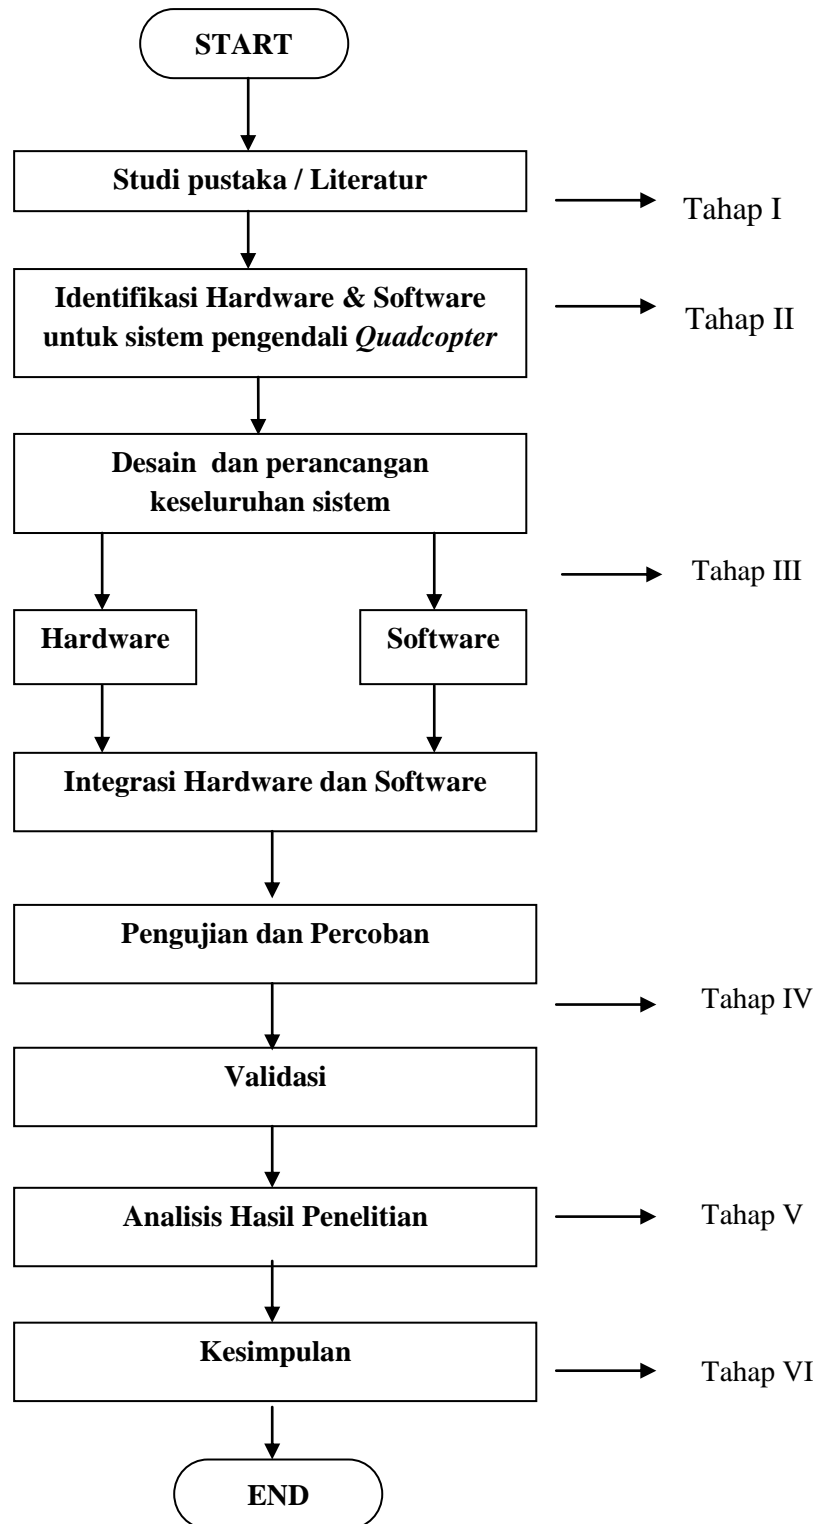 START
Studi pustaka / Literatur
Tahap I
Identifikasi Hardware & Software
untuk sistem pengendali Quadcopter
Tahap II
Desain dan perancangan
keseluruhan sistem
Tahap III
Hardware
Software
Integrasi Hardware dan Software
Pengujian dan Percoban
Tahap IV
Validasi
Analisis Hasil Penelitian
Tahap V
Kesimpulan
Tahap VI
END